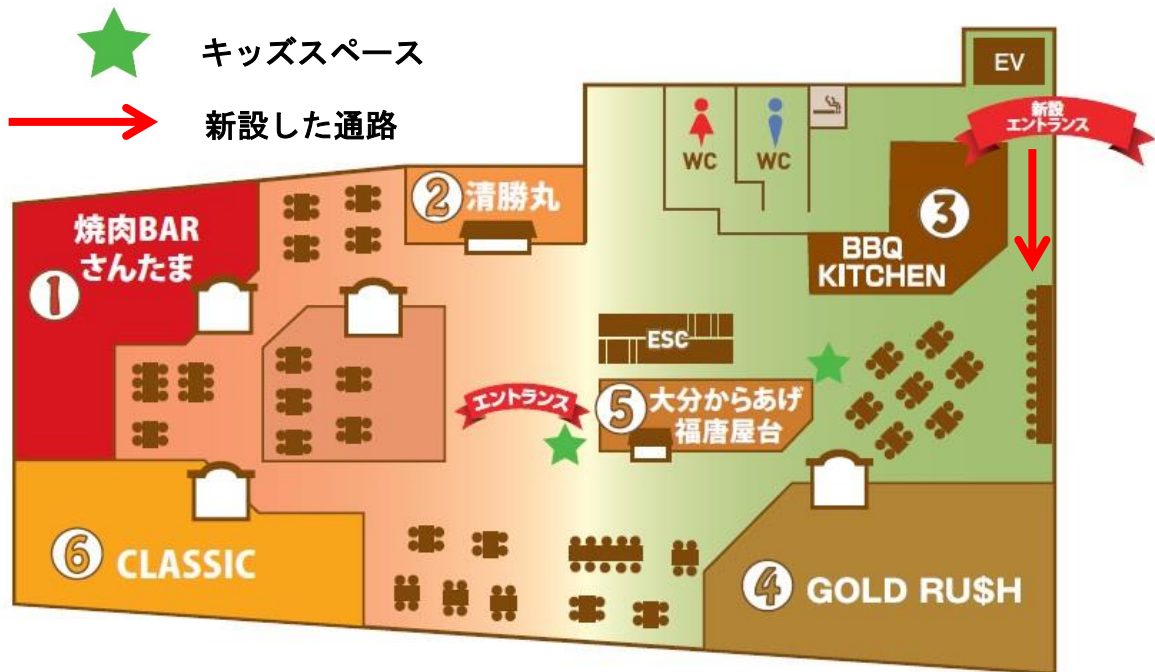 キッズスペース
新設した通路
EV
新設
エントランス
WC
WC
② 清勝丸
③
BBQ
KITCHEN
焼肉BAR
さんたま
①
ESC
エントランス
⑤ 大分からあげ
福唐屋台
⑥ CLASSIC
④ GOLD RU$H